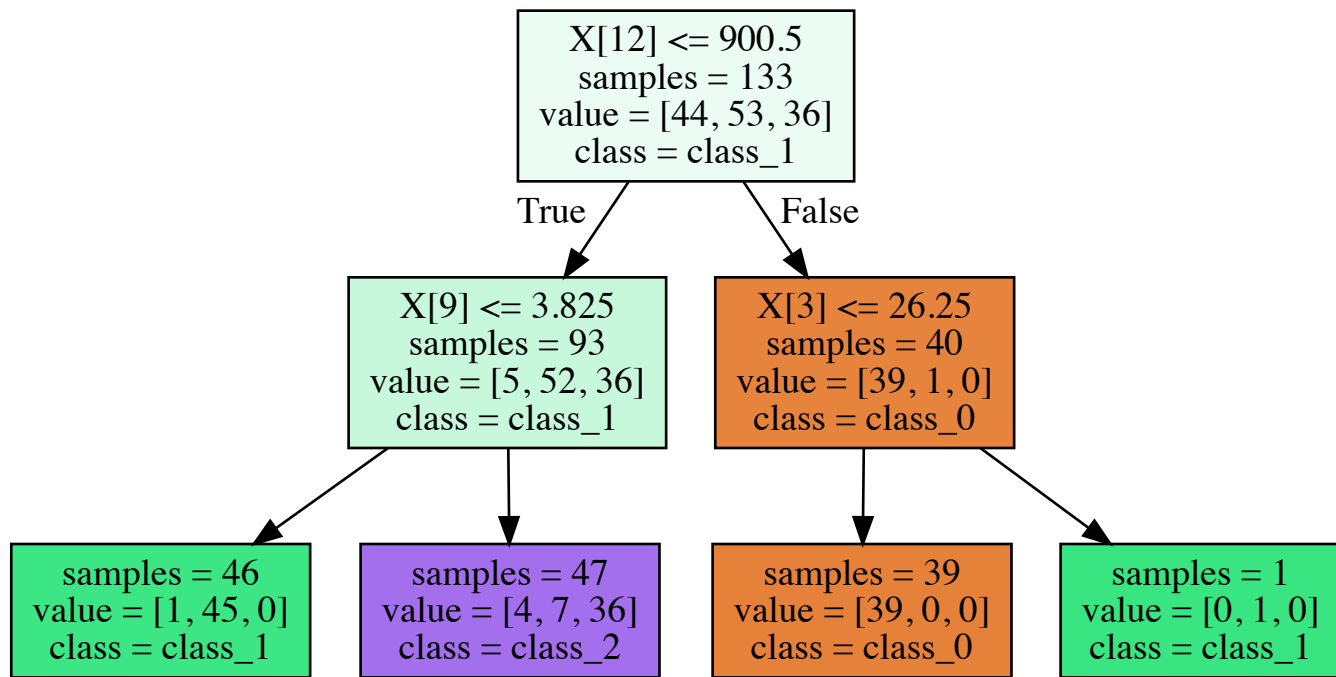 X[12] <= 900.5
samples = 133
value = [44, 53, 36]
class = class_1
True
False
X[9] <= 3.825
samples = 93
value = [5, 52, 36]
class = class_1
X[3] <= 26.25
samples = 40
value = [39, 1, 0]
class = class_0
samples = 46
value = [1, 45, 0]
class = class_1
samples = 47
value = [4, 7, 36]
class = class_2
samples = 39
value = [39, 0, 0]
class = class_0
samples = 1
value = [0, 1, 0]
class = class_1